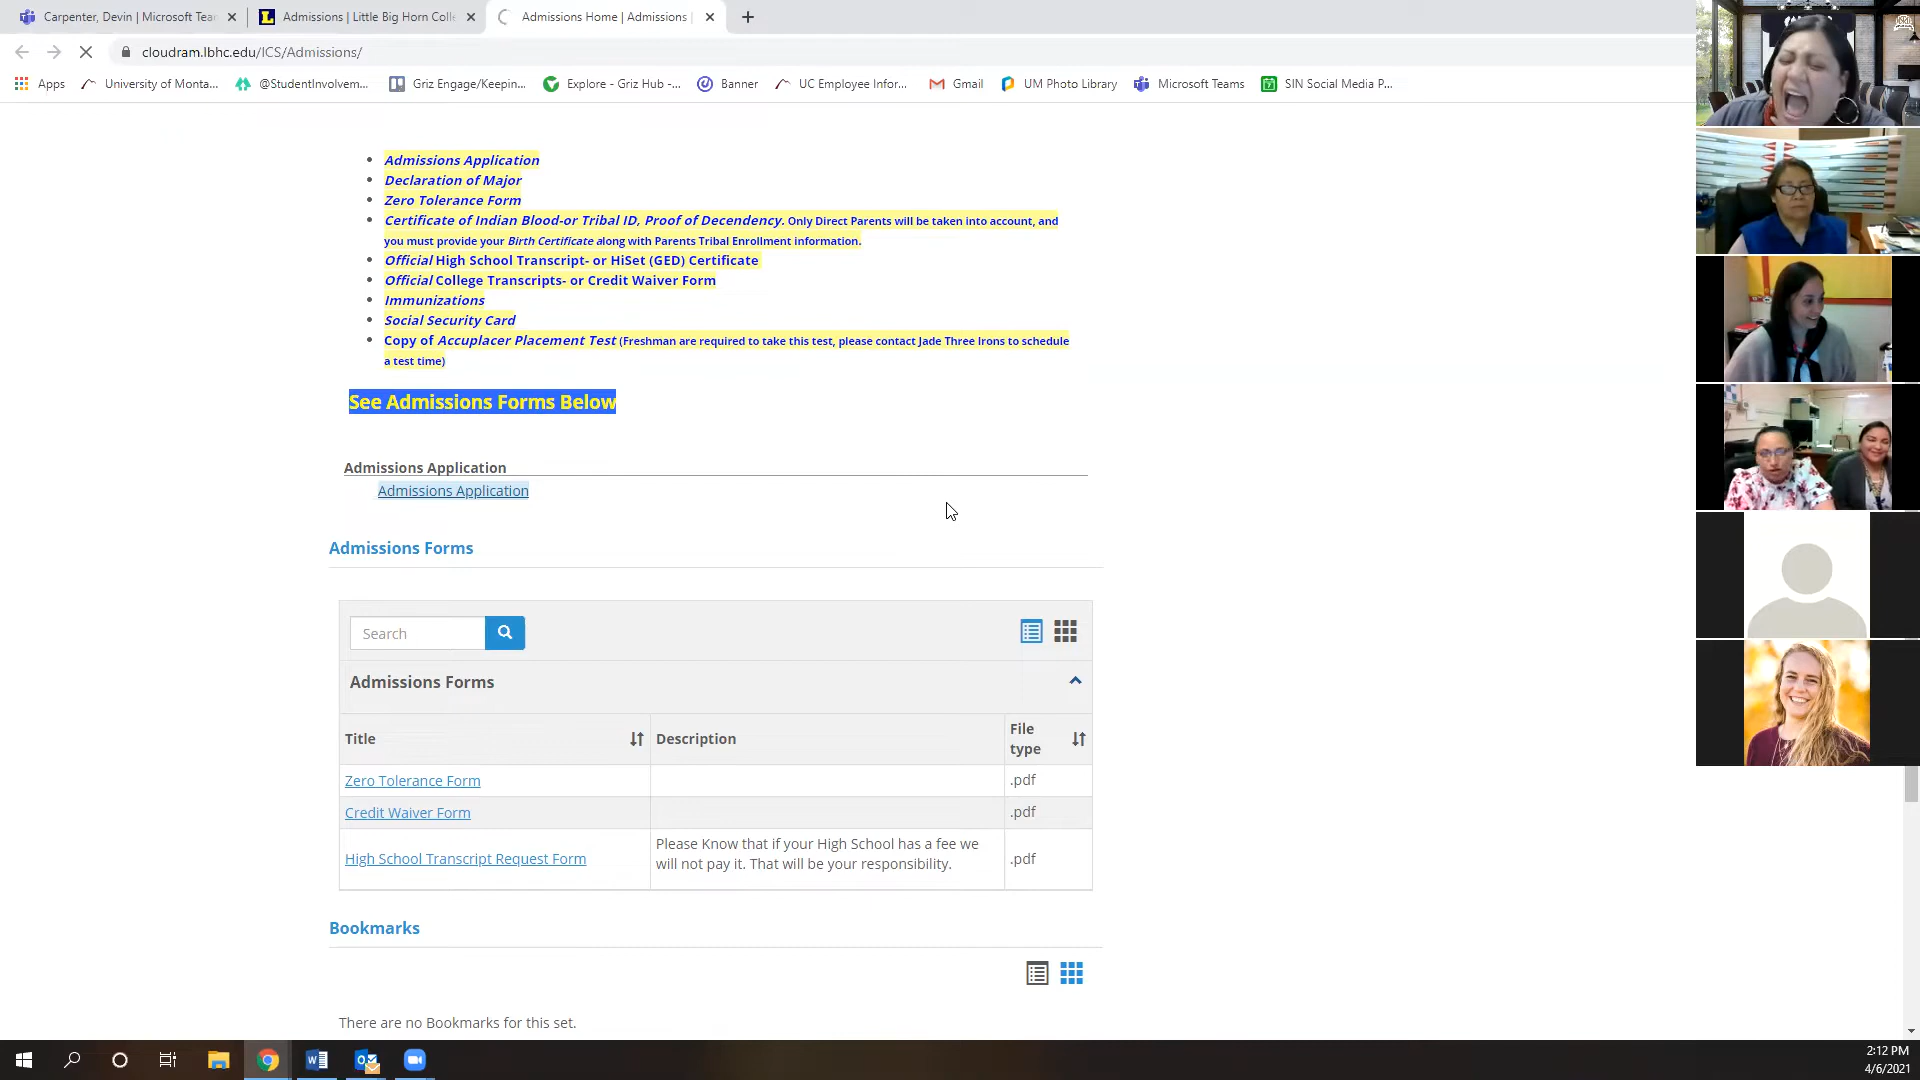 Carpenter, Devin | Microsoft Tea
Admissions | Little Big Horn Colle
Admissions Home | Admissions |
cloudram.lbhc.edu/ICS/Admissions/
Apps
University of Monta...
@StudentInvolvem...
Griz Engage/Keepin...
Explore - Griz Hub -...
Banner
UC Employee Infor...
Gmail
UM Photo Library
Microsoft Teams
SIN Social Media P...
Admissions Application
Declaration of Major
Zero Tolerance Form
Certificate of Indian Blood-or Tribal ID, Proof of Decendency. Only Direct Parents will be taken into account, and
you must provide your Birth Certificate along with Parents Tribal Enrollment information.
Official High School Transcript- or HiSet (GED) Certificate
Official College Transcripts- or Credit Waiver Form
Immunizations
Social Security Card
Copy of Accuplacer Placement Test (Freshman are required to take this test, please contact Jade Three Irons to schedule
a test time)
See Admissions Forms Below
Admissions Application
Admissions Application
Admissions Forms
Search
Admissions Forms
Title
Description
File
type
Zero Tolerance Form
.pdf
Credit Waiver Form
.pdf
High School Transcript Request Form
Please Know that if your High School has a fee we
will not pay it. That will be your responsibility.
.pdf
Bookmarks
There are no Bookmarks for this set.
2:12 PM
4/6/2021